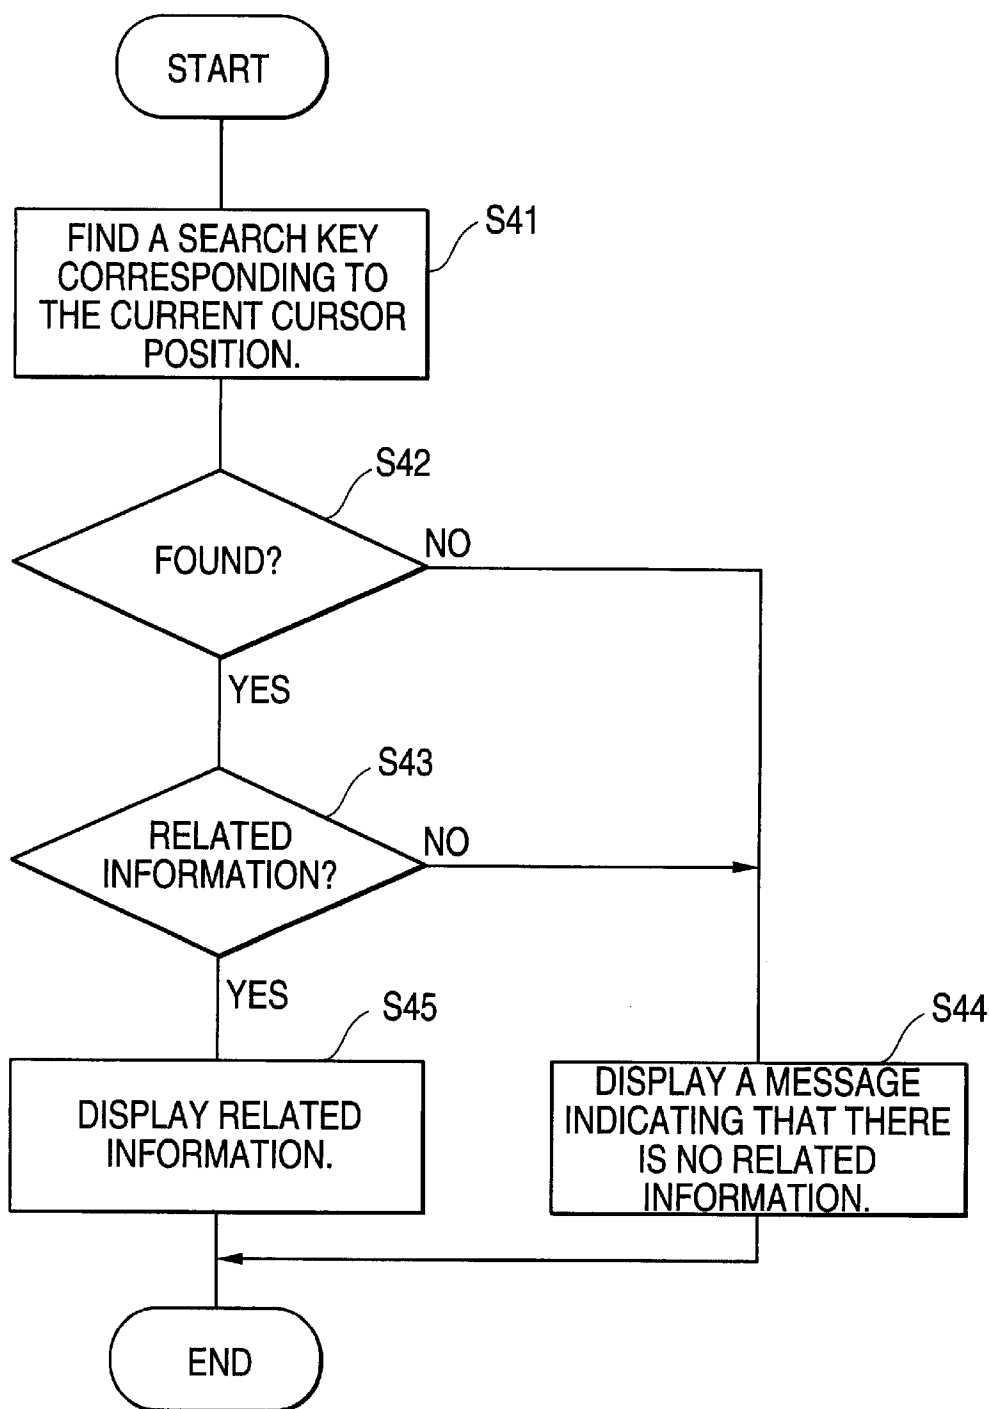 START
S41
FIND A SEARCH KEY
CORRESPONDING TO
THE CURRENT CURSOR
POSITION.
S42
FOUND?
NO
YES
S43
RELATED
INFORMATION?
NO
YES
S45
DISPLAY RELATED
INFORMATION.
S44
DISPLAY A MESSAGE
INDICATING THAT THERE
IS NO RELATED
INFORMATION.
END